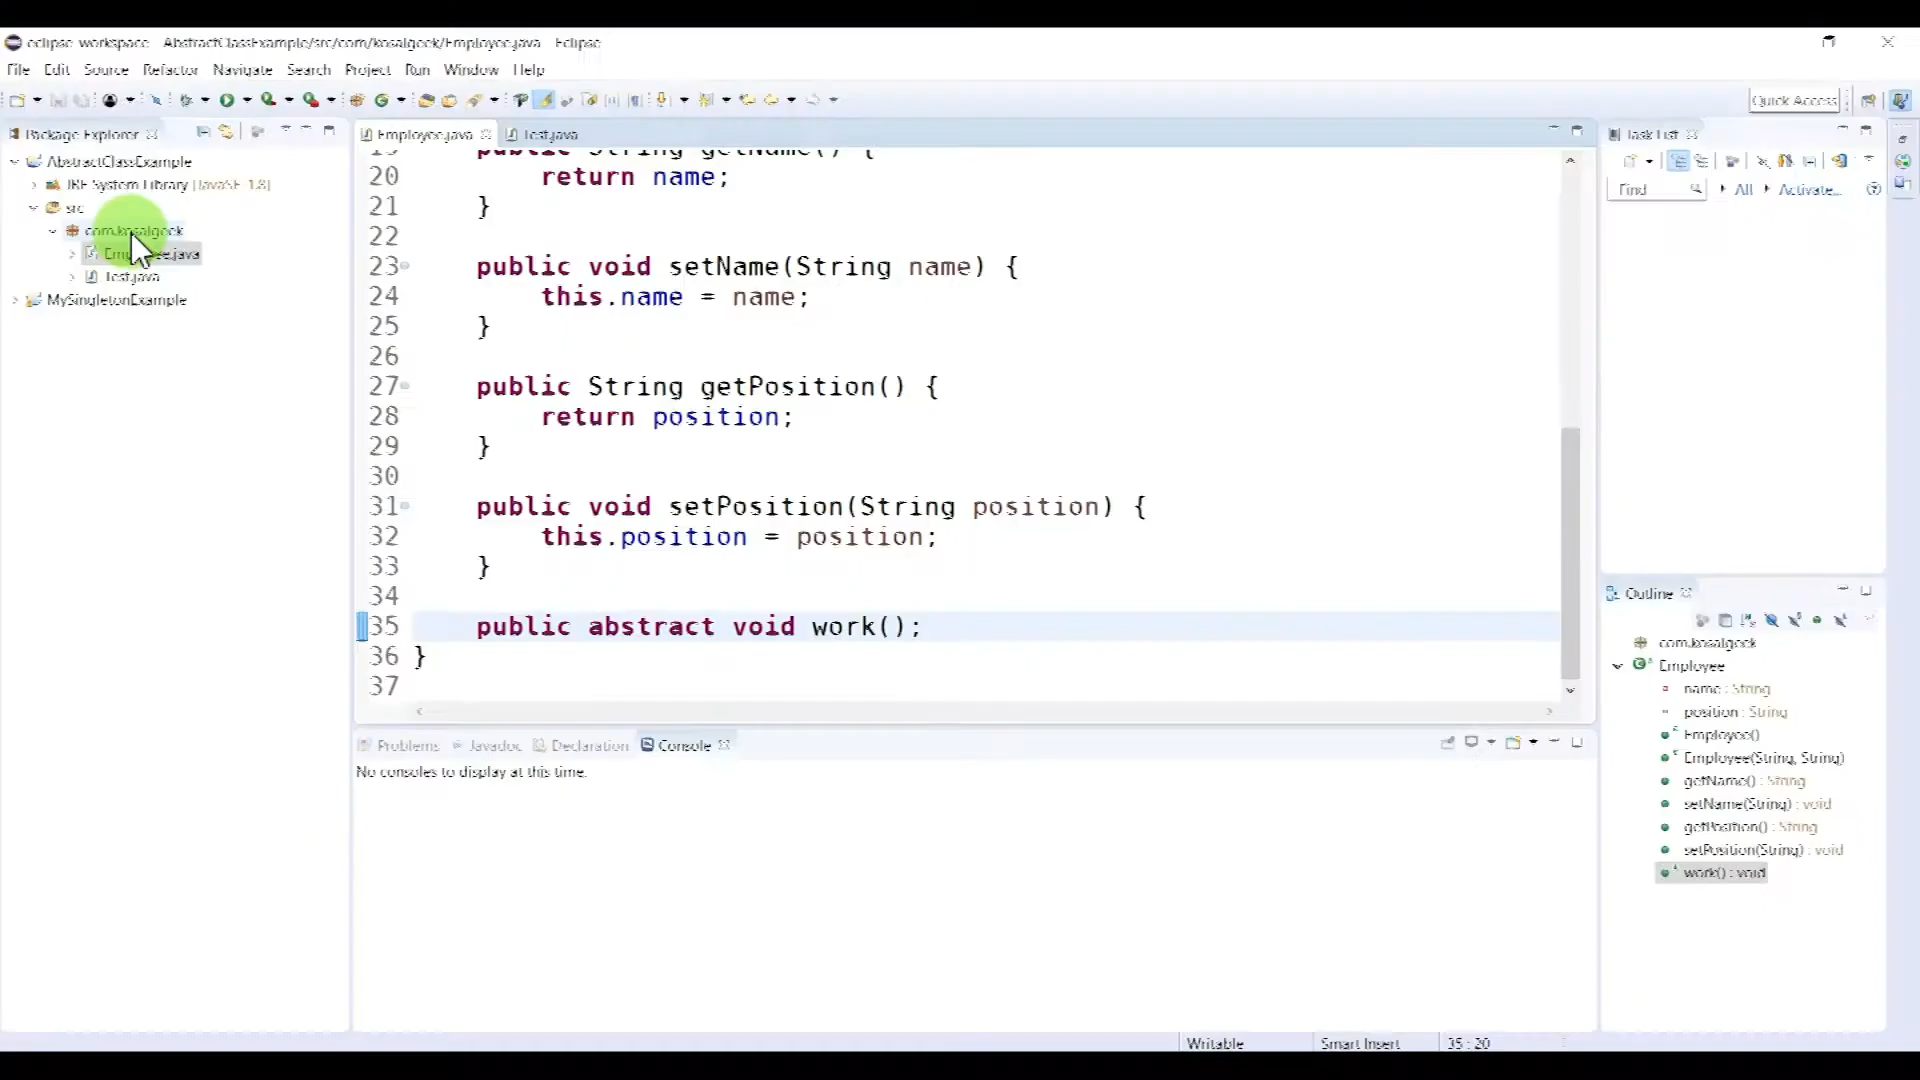 eclipse-workspace - AbstractClassExample/src/com/kosalgeek/Employee.java - Eclipse
File Edit Source Refactor Navigate Search Project Run Window Help
Quick Access
Package Explorer
AbstractClassExample
JRE System Library [JavaSE-1.8]
src
com.kosalgeek
Employee.java
Test.java
MySingletonExample
Employee.java
Test.java
19 public String getName() {
20 return name;
21 }
22
23 public void setName(String name) {
24 this.name = name;
25 }
26
27 public String getPosition() {
28 return position;
29 }
30
31 public void setPosition(String position) {
32 this.position = position;
33 }
34
35 public abstract void work();
36 }
37
Problems Javadoc Declaration Console
No consoles to display at this time.
Task List
Find All Activate...
Outline
com.kosalgeek
Employee
name : String
position : String
Employee()
Employee(String, String)
getName() : String
setName(String) : void
getPosition() : String
setPosition(String) : void
work() : void
Writable Smart Insert 35 : 20